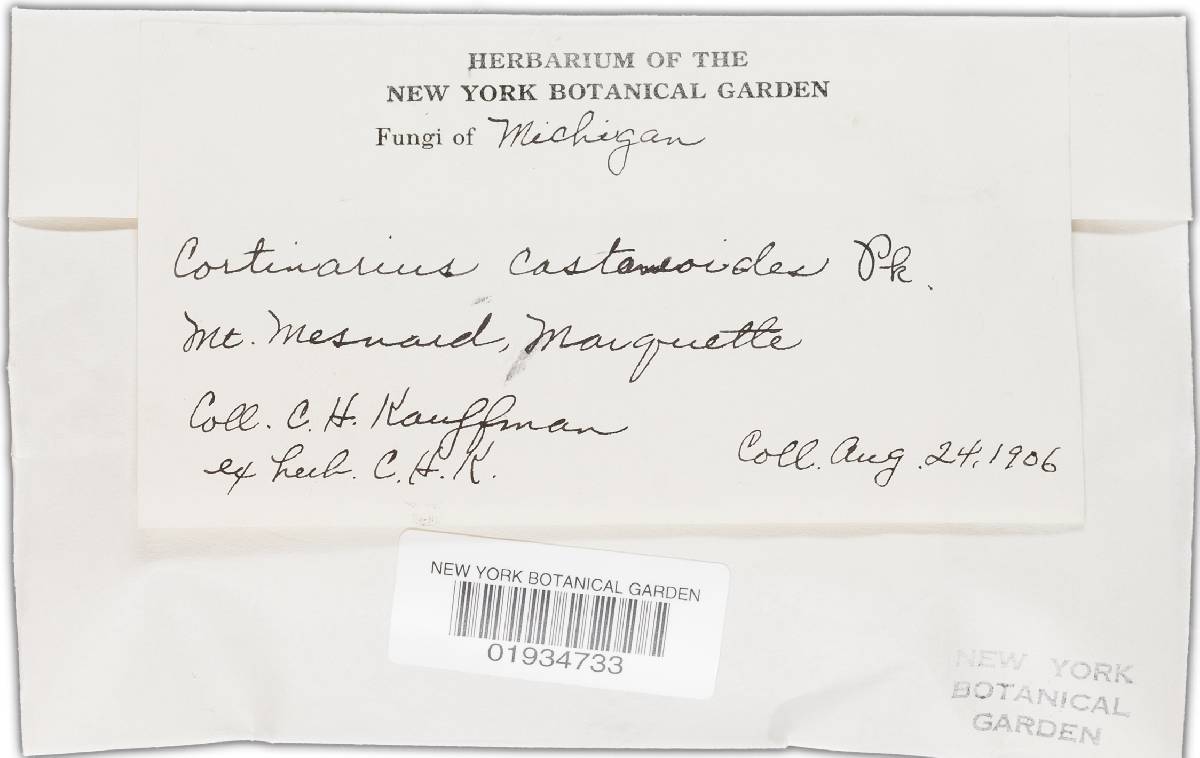 HERBARIUM OF THE
NEW YORK BOTANICAL GARDEN
Fungi of Michigan
Cortinarius castaneoides Pk.
Mt. Mesnard, Marquette
Coll. C. H. Kauffman
ex herb. C. H. K.
Coll. Aug. 24, 1906
NEW YORK BOTANICAL GARDEN
01934733
NEW YORK
BOTANICAL
GARDEN